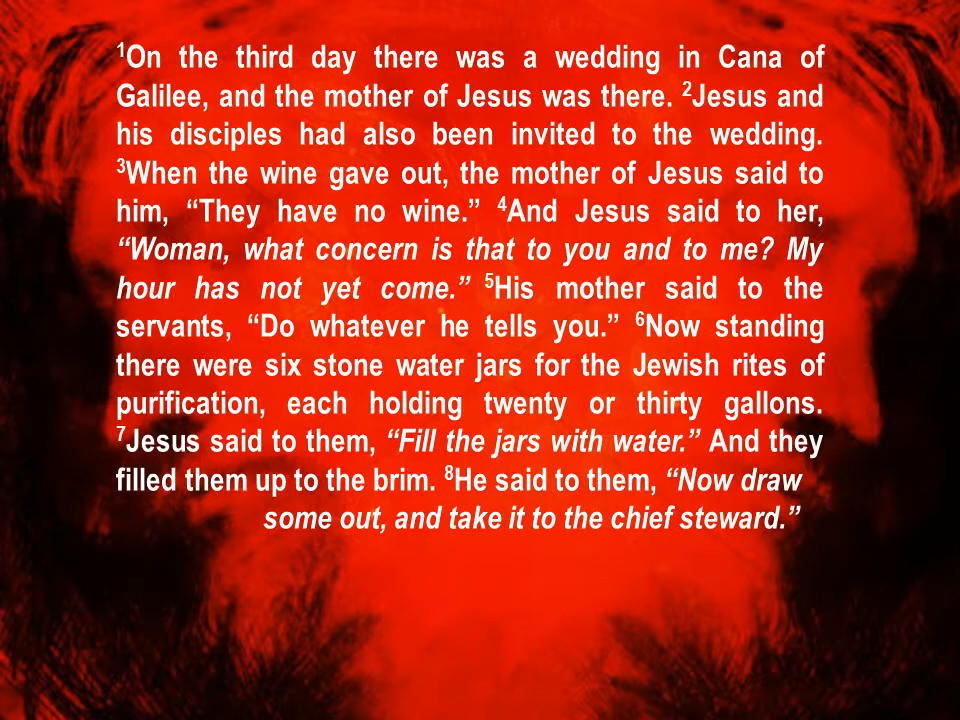 ¹On the third day there was a wedding in Cana of
Galilee, and the mother of Jesus was there. ²Jesus and
his disciples had also been invited to the wedding.
³When the wine gave out, the mother of Jesus said to
him, “They have no wine.” ⁴And Jesus said to her,
“Woman, what concern is that to you and to me? My
hour has not yet come.” ⁵His mother said to the
servants, “Do whatever he tells you.” ⁶Now standing
there were six stone water jars for the Jewish rites of
purification, each holding twenty or thirty gallons.
⁷Jesus said to them, “Fill the jars with water.” And they
filled them up to the brim. ⁸He said to them, “Now draw
some out, and take it to the chief steward.”